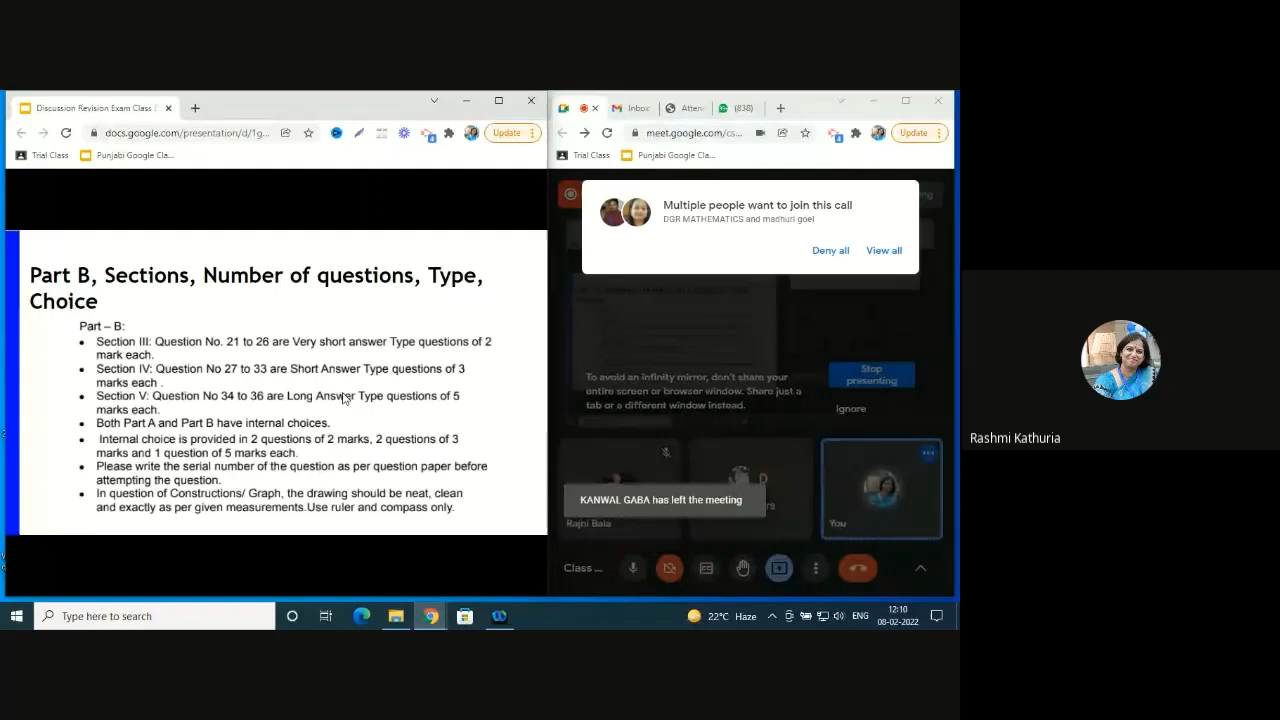 Discussion Revision Exam Class
docs.google.com/presentation/d/1g...
Update
Trial Class
Punjabi Google Cla...
Part B, Sections, Number of questions, Type,
Choice
Part – B:
Section III: Question No. 21 to 26 are Very short answer Type questions of 2
mark each.
Section IV: Question No 27 to 33 are Short Answer Type questions of 3
marks each .
Section V: Question No 34 to 36 are Long Answer Type questions of 5
marks each.
Both Part A and Part B have internal choices.
Internal choice is provided in 2 questions of 2 marks, 2 questions of 3
marks and 1 question of 5 marks each.
Please write the serial number of the question as per question paper before
attempting the question.
In question of Constructions/ Graph, the drawing should be neat, clean
and exactly as per given measurements.Use ruler and compass only.
Inbox
Atten
(838)
meet.google.com/cs...
Update
Trial Class
Punjabi Google Cla...
Multiple people want to join this call
DGR MATHEMATICS and madhuri goel
Deny all
View all
To avoid an infinity mirror, don't share your
entire screen or browser window. Share just a
tab or a different window instead.
Stop
presenting
Ignore
KANWAL GABA has left the meeting
Rajni Bala
You
Class ...
Type here to search
22°C Haze
ENG
12:10
08-02-2022
Rashmi Kathuria